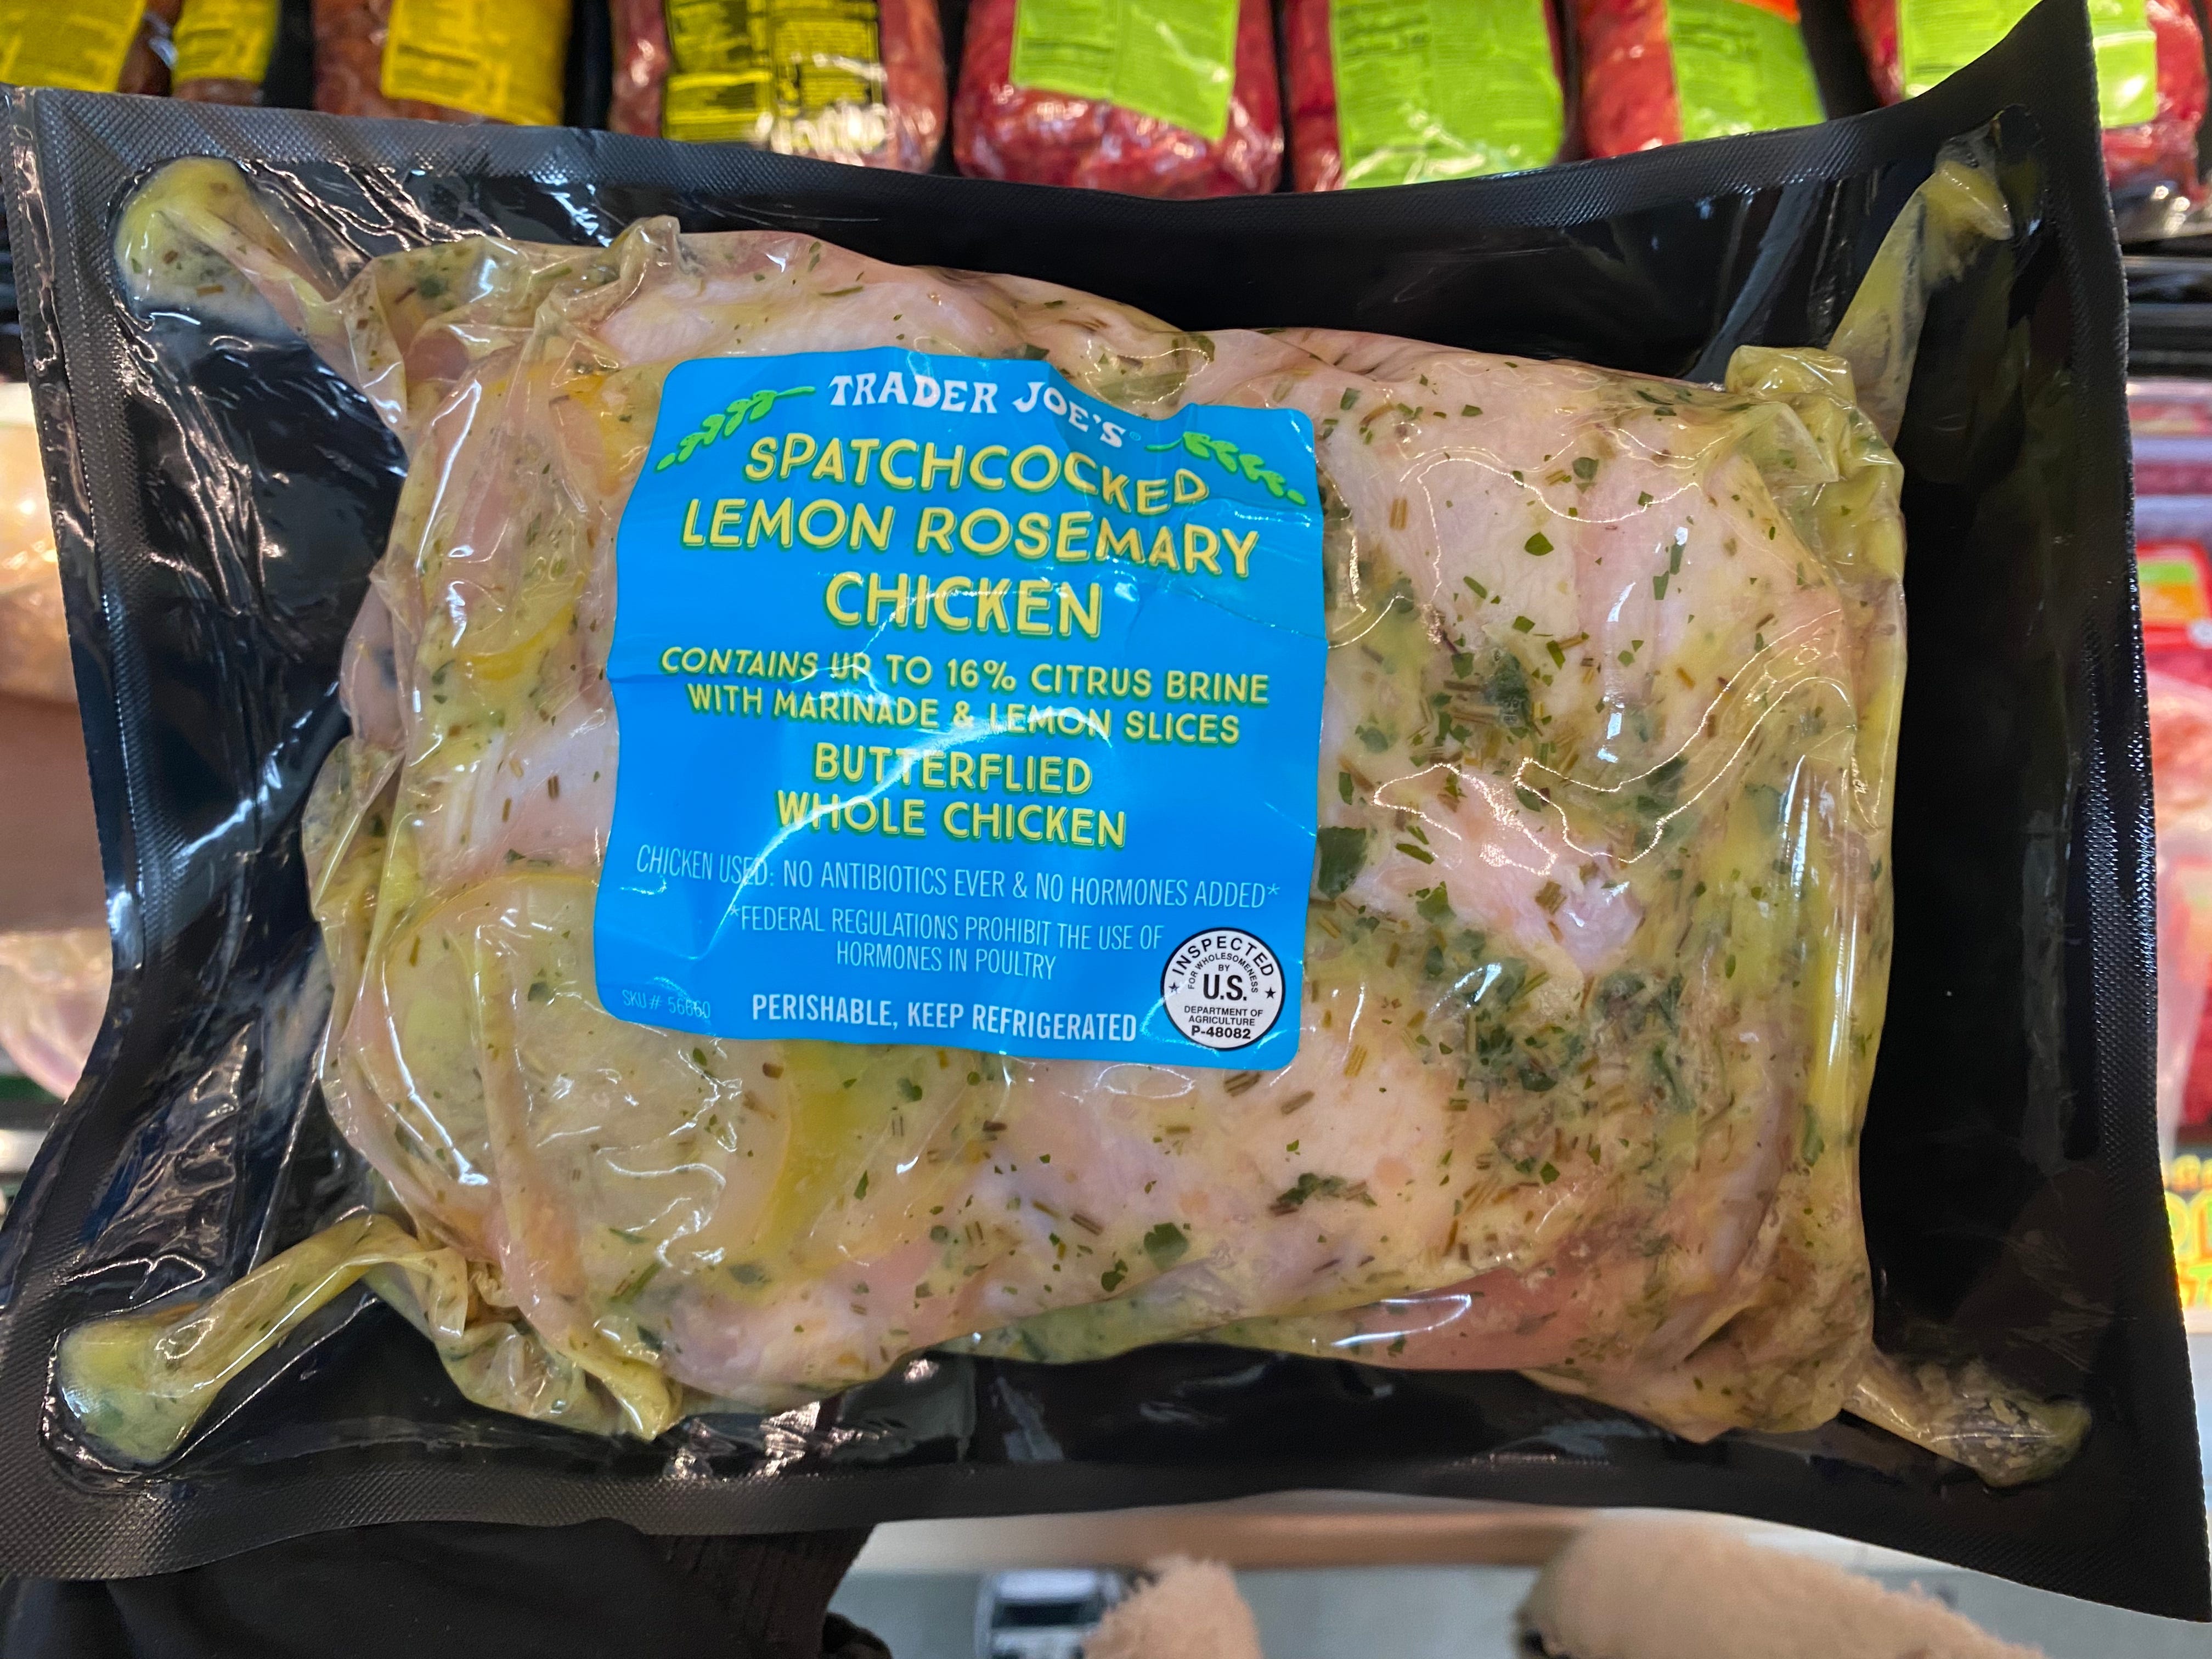 TRADER JOE'S
SPATCHCOCKED
LEMON ROSEMARY
CHICKEN
CONTAINS UP TO 16% CITRUS BRINE
WITH MARINADE & LEMON SLICES
BUTTERFLIED
WHOLE CHICKEN
CHICKEN USED: NO ANTIBIOTICS EVER & NO HORMONES ADDED*
*FEDERAL REGULATIONS PROHIBIT THE USE OF
HORMONES IN POULTRY
SKU#: 56660
PERISHABLE, KEEP REFRIGERATED
INSPECTED
FOR WHOLESOMENESS
BY
U.S.
DEPARTMENT OF
AGRICULTURE
P-48082